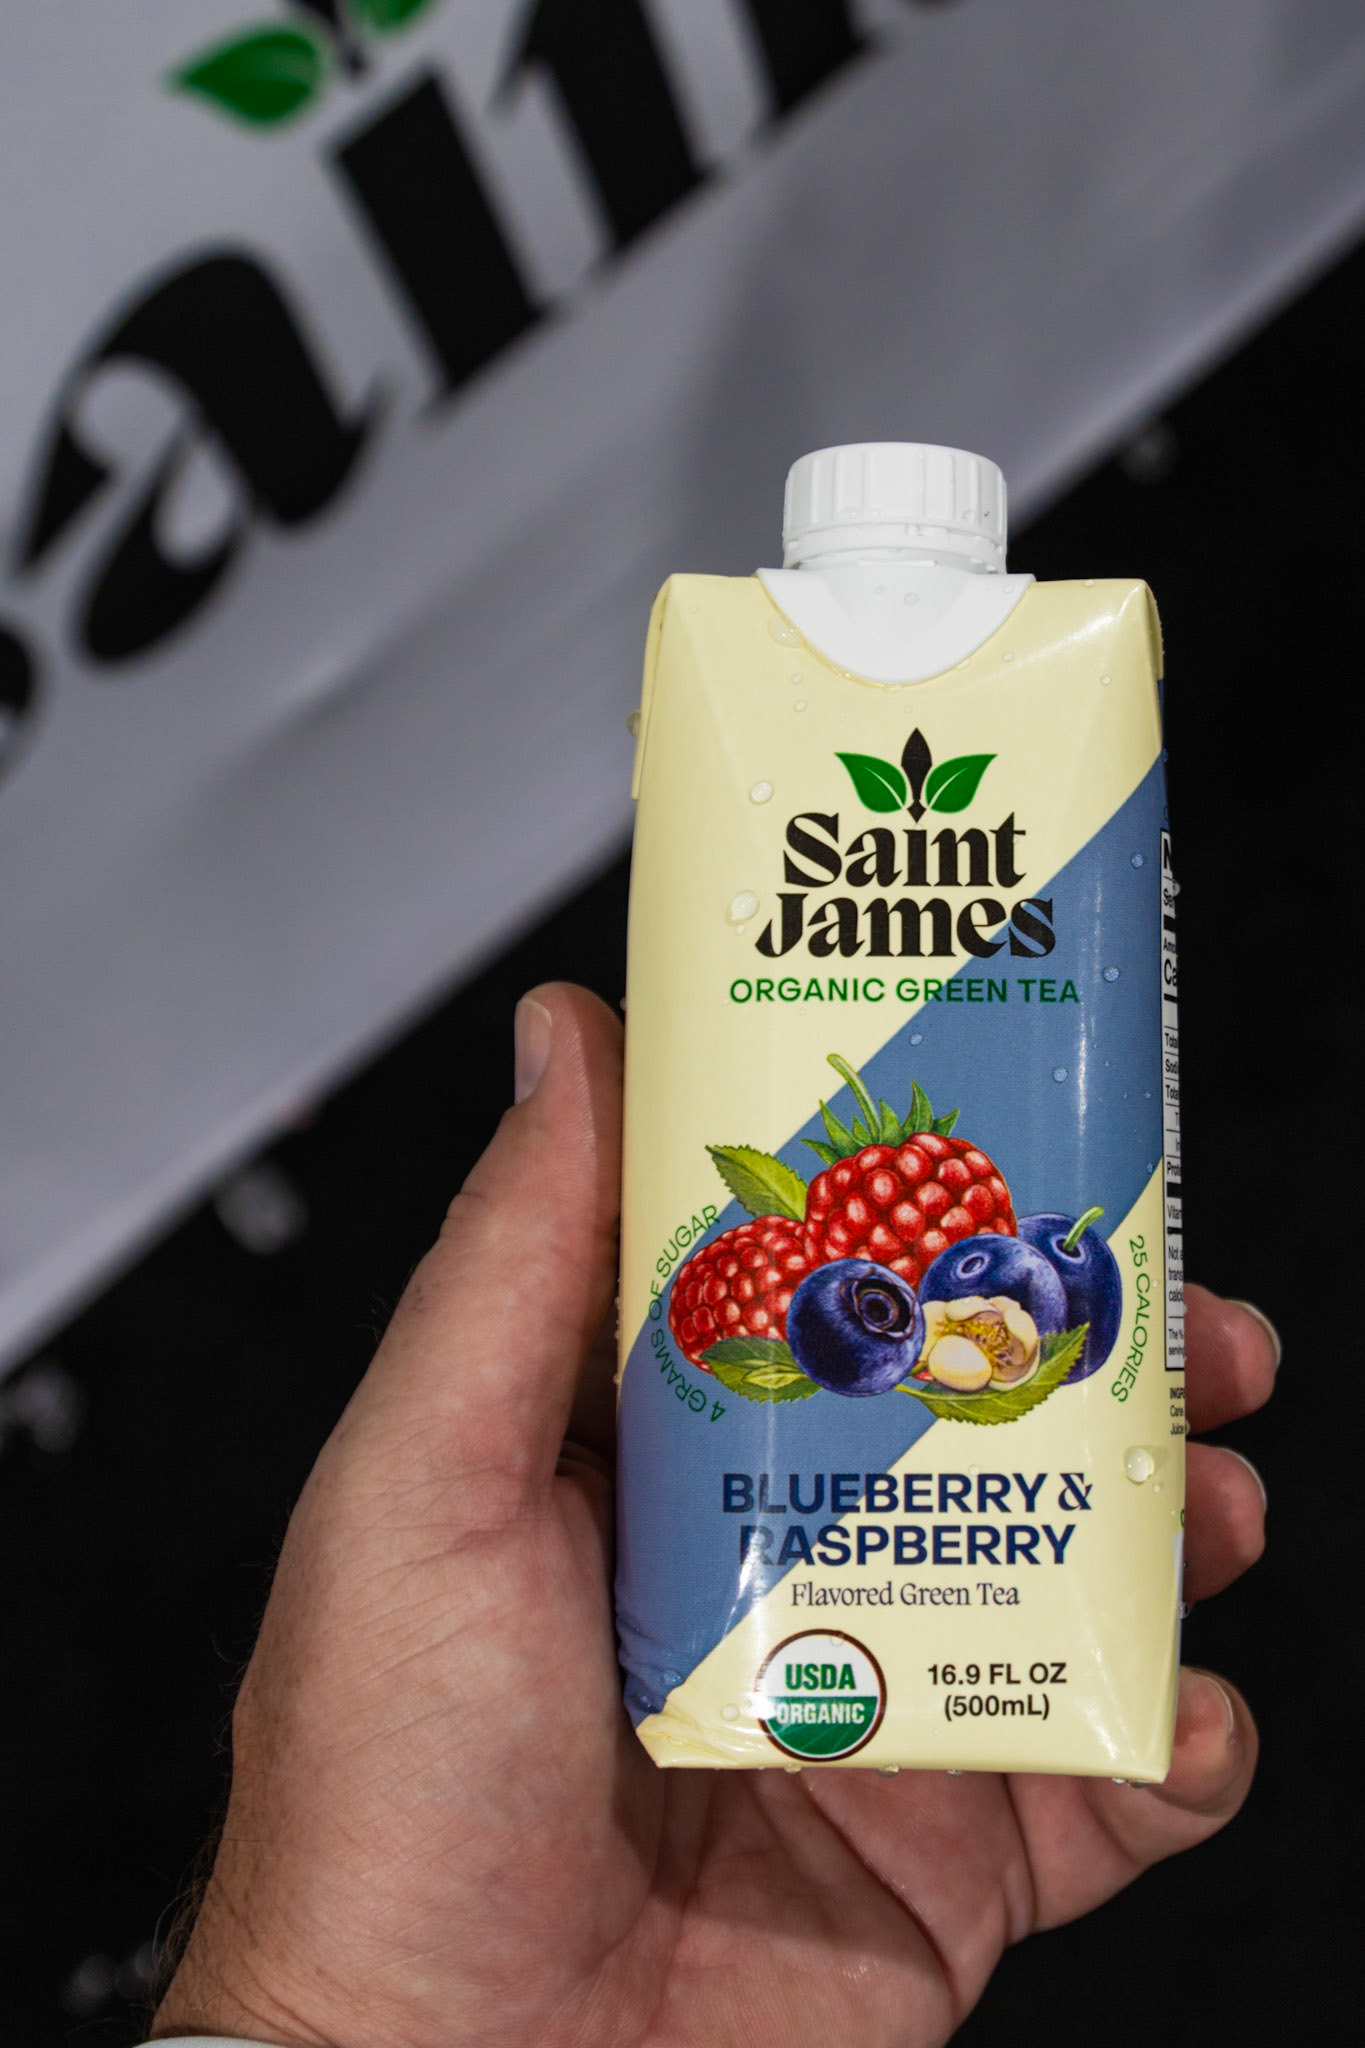 Saint
James
ORGANIC GREEN TEA
4 GRAMS OF SUGAR
25 CALORIES
BLUEBERRY &
RASPBERRY
Flavored Green Tea
USDA
ORGANIC
16.9 FL OZ
(500mL)